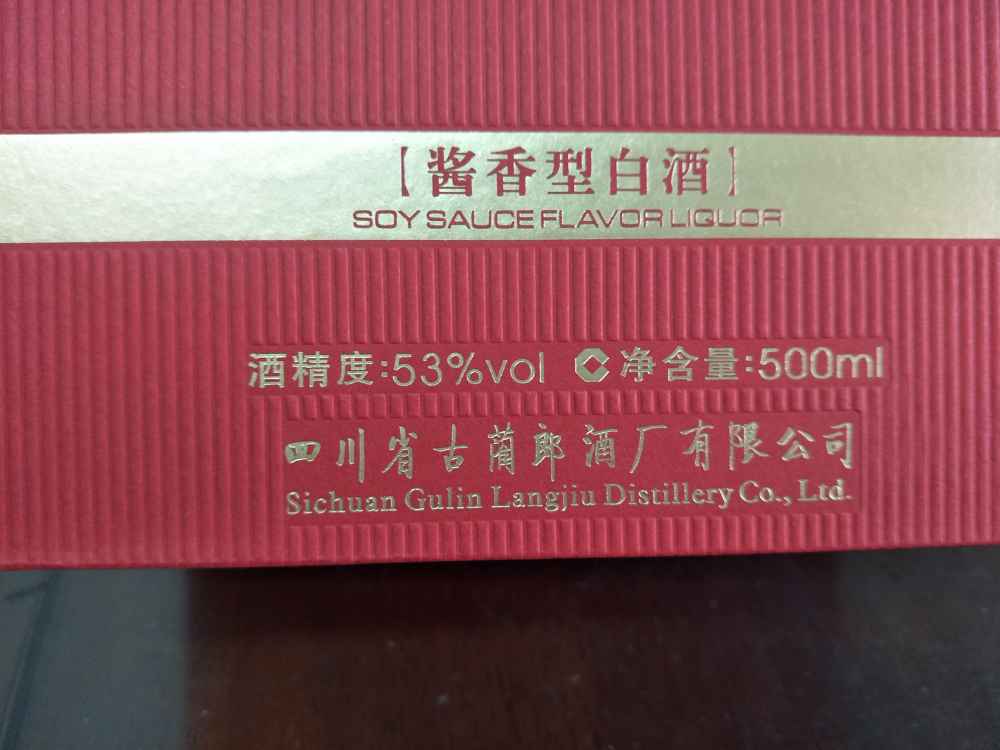 【酱香型白酒】
SOY SAUCE FLAVOR LIQUOR
酒精度:53%vol 净含量:500ml
四川省古蔺郎酒厂有限公司
Sichuan Gulin Langjiu Distillery Co., Ltd.